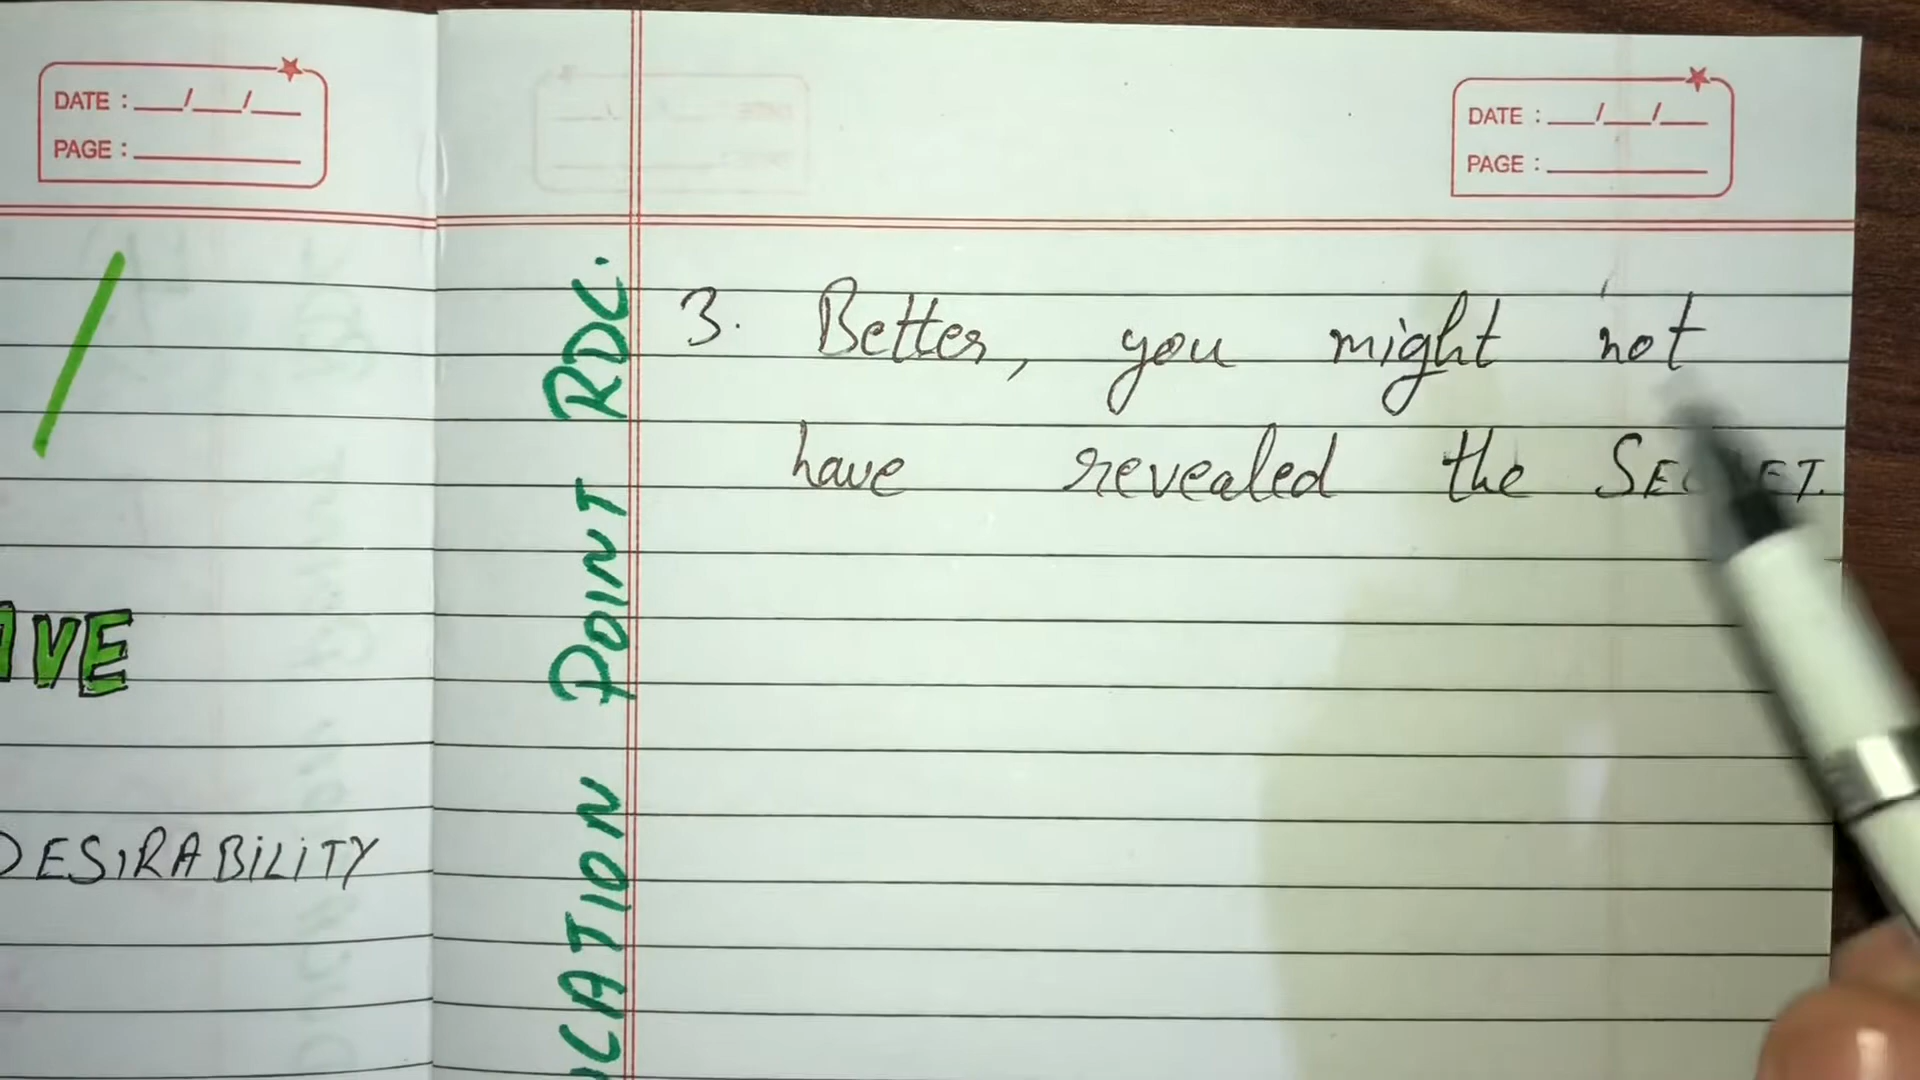 DATE : __/__/__
PAGE : ______
VE
DESIRABILITY
CATION POINT RDC.
DATE : __/__/__
PAGE : ______
3. Better, you might not
have revealed the SECRET.